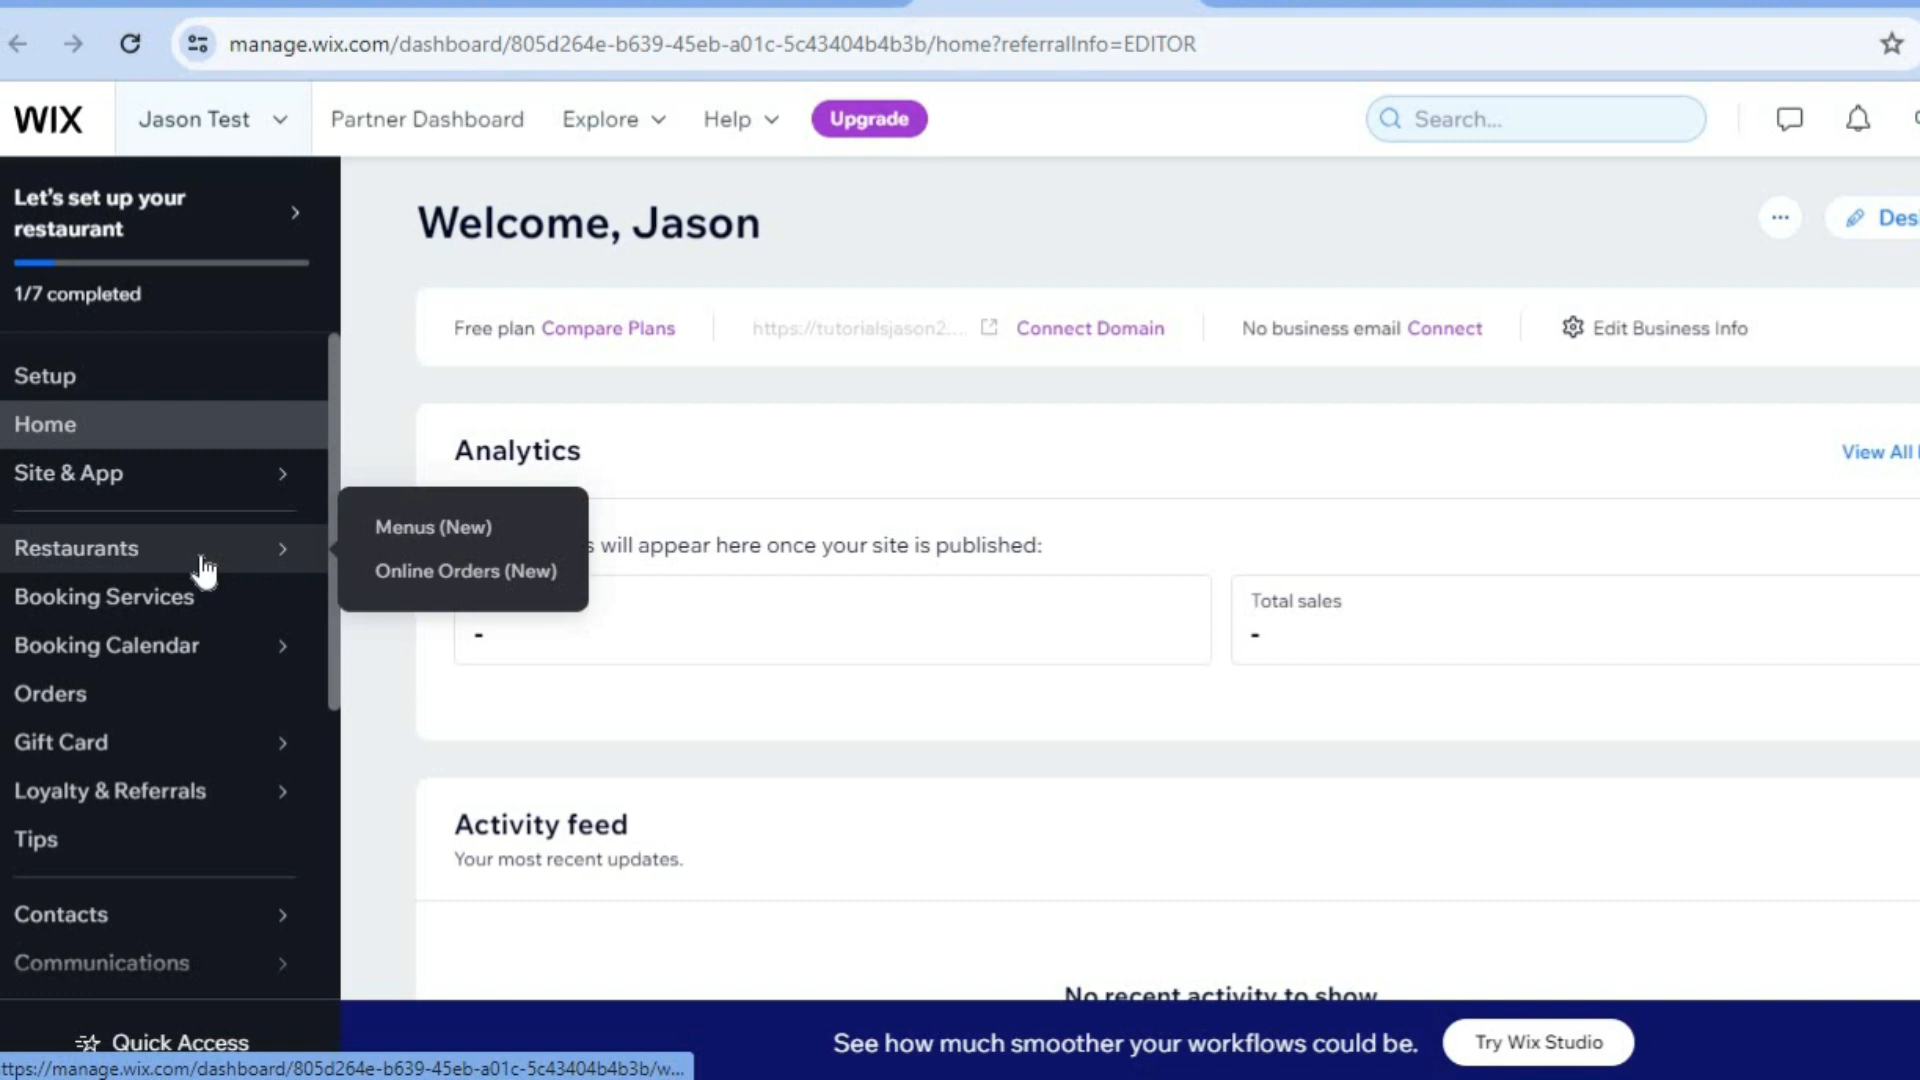 manage.wix.com/dashboard/805d264e-b639-45eb-a01c-5c43404b4b3b/home?referralInfo=EDITOR
WIX
Jason Test
Partner Dashboard
Explore
Help
Upgrade
Search...
Let's set up your
restaurant
1/7 completed
Setup
Home
Site & App
Restaurants
Booking Services
Booking Calendar
Orders
Gift Card
Loyalty & Referrals
Tips
Contacts
Communications
Quick Access
Menus (New)
Online Orders (New)
Welcome, Jason
Free plan Compare Plans
https://tutorialsjason2....
Connect Domain
No business email Connect
Edit Business Info
Analytics
View All
will appear here once your site is published:
-
Total sales
-
Activity feed
Your most recent updates.
No recent activity to show
See how much smoother your workflows could be.
Try Wix Studio
ttps://manage.wix.com/dashboard/805d264e-b639-45eb-a01c-5c43404b4b3b/w...